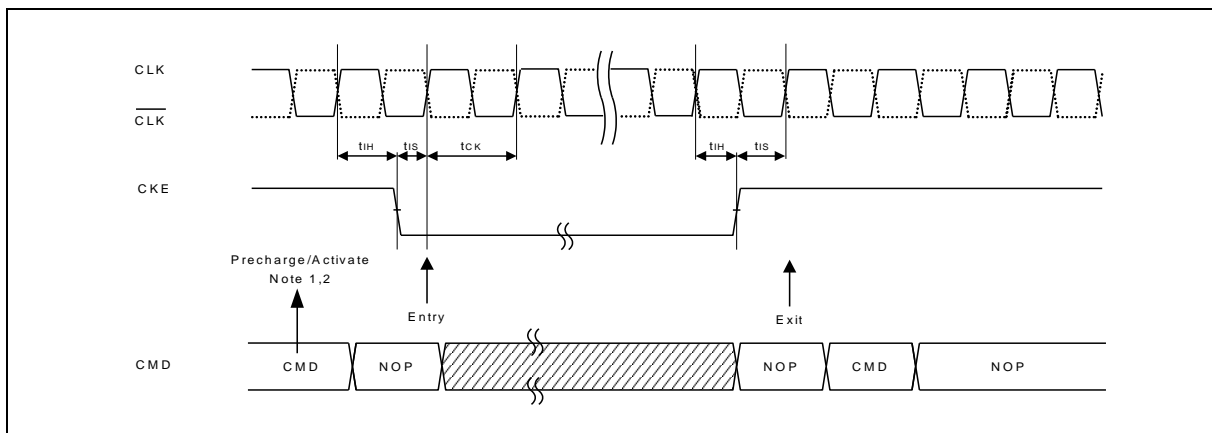 CLK
CLK
tIH tIS tCK tIH tIS
CKE
Precharge/Activate
Note 1,2
Entry
Exit
CMD
CMD NOP NOP CMD NOP